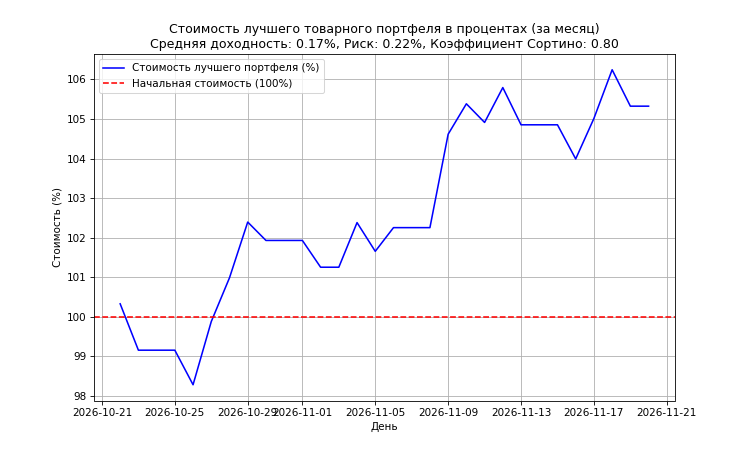 Стоимость лучшего товарного портфеля в процентах (за месяц)
Средняя доходность: 0.17%, Риск: 0.22%, Коэффициент Сортино: 0.80
Стоимость лучшего портфеля (%)
Начальная стоимость (100%)
Стоимость (%)
106
105
104
103
102
101
100
99
98
2026-10-21 2026-10-25 2026-10-29 2026-11-01 2026-11-05 2026-11-09 2026-11-13 2026-11-17 2026-11-21
День